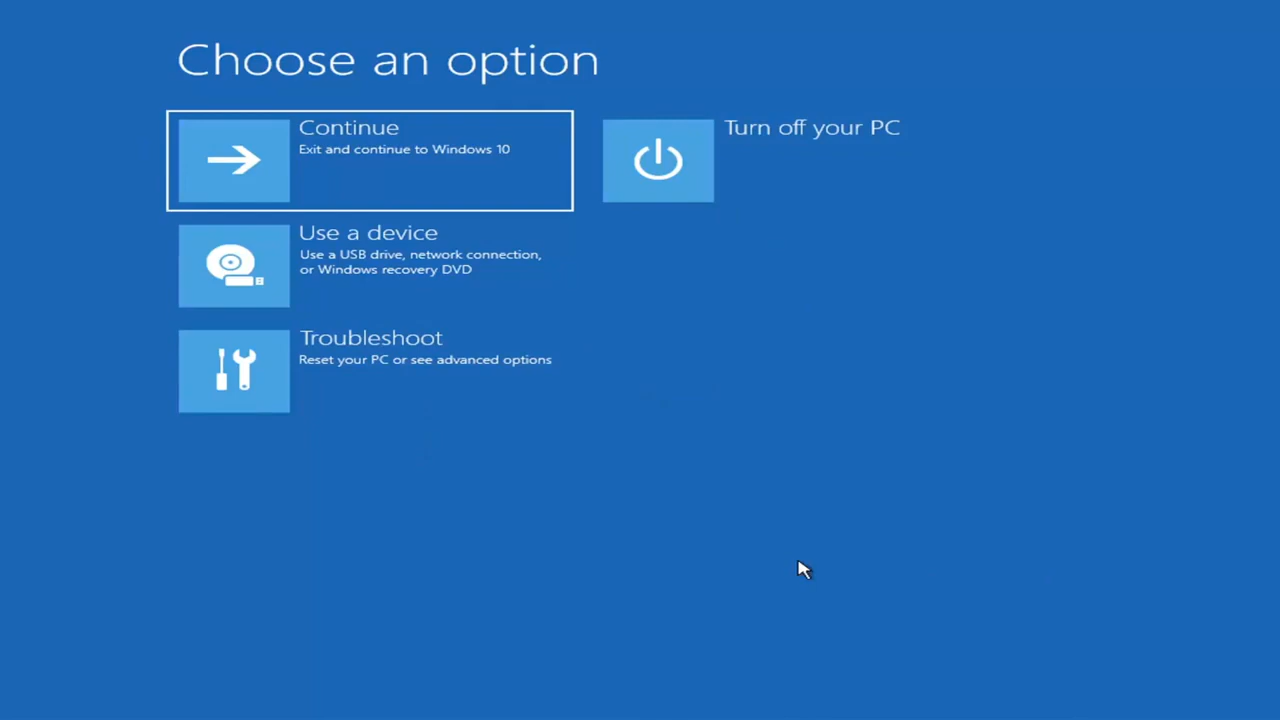 Choose an option
Continue
Exit and continue to Windows 10
Turn off your PC
Use a device
Use a USB drive, network connection,
or Windows recovery DVD
Troubleshoot
Reset your PC or see advanced options